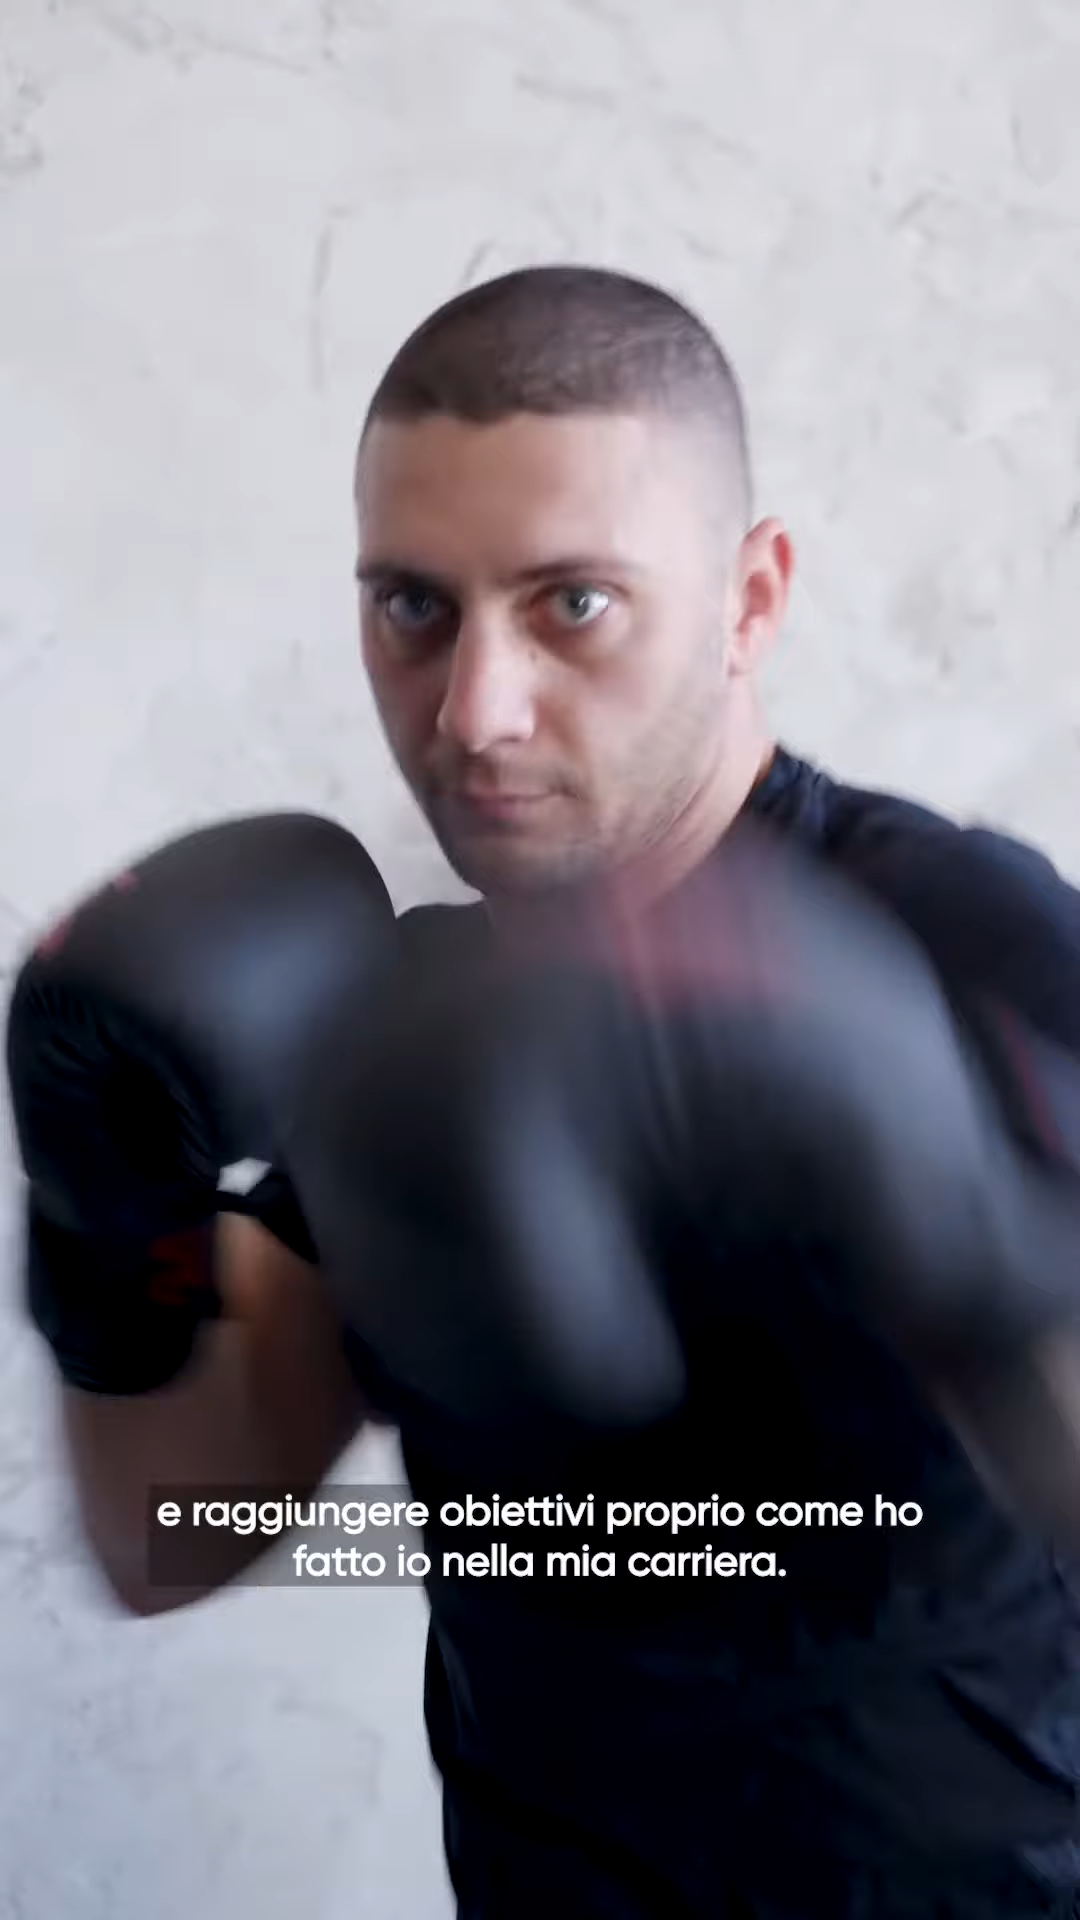 e raggiungere obiettivi proprio come ho
fatto io nella mia carriera.